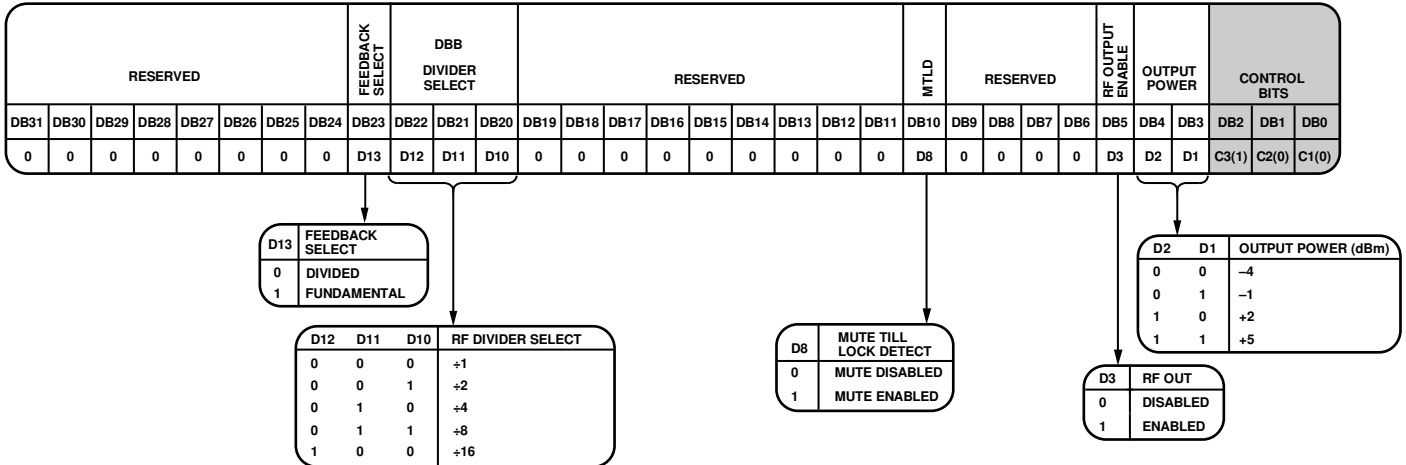 RESERVED
FEEDBACK
SELECT
DBB
DIVIDER
SELECT
RESERVED
MTLD
RESERVED
RF OUTPUT
ENABLE
OUTPUT
POWER
CONTROL
BITS
DB31 DB30 DB29 DB28 DB27 DB26 DB25 DB24 DB23 DB22 DB21 DB20 DB19 DB18 DB17 DB16 DB15 DB14 DB13 DB12 DB11 DB10 DB9 DB8 DB7 DB6 DB5 DB4 DB3 DB2 DB1 DB0
0 0 0 0 0 0 0 0 D13 D12 D11 D10 0 0 0 0 0 0 0 0 0 D8 0 0 0 0 D3 D2 D1 C3(1) C2(0) C1(0)
D13 FEEDBACK
SELECT
0 DIVIDED
1 FUNDAMENTAL
D12 D11 D10 RF DIVIDER SELECT
0 0 0 ÷1
0 0 1 ÷2
0 1 0 ÷4
0 1 1 ÷8
1 0 0 ÷16
D8 MUTE TILL
LOCK DETECT
0 MUTE DISABLED
1 MUTE ENABLED
D3 RF OUT
0 DISABLED
1 ENABLED
D2 D1 OUTPUT POWER (dBm)
0 0 –4
0 1 –1
1 0 +2
1 1 +5